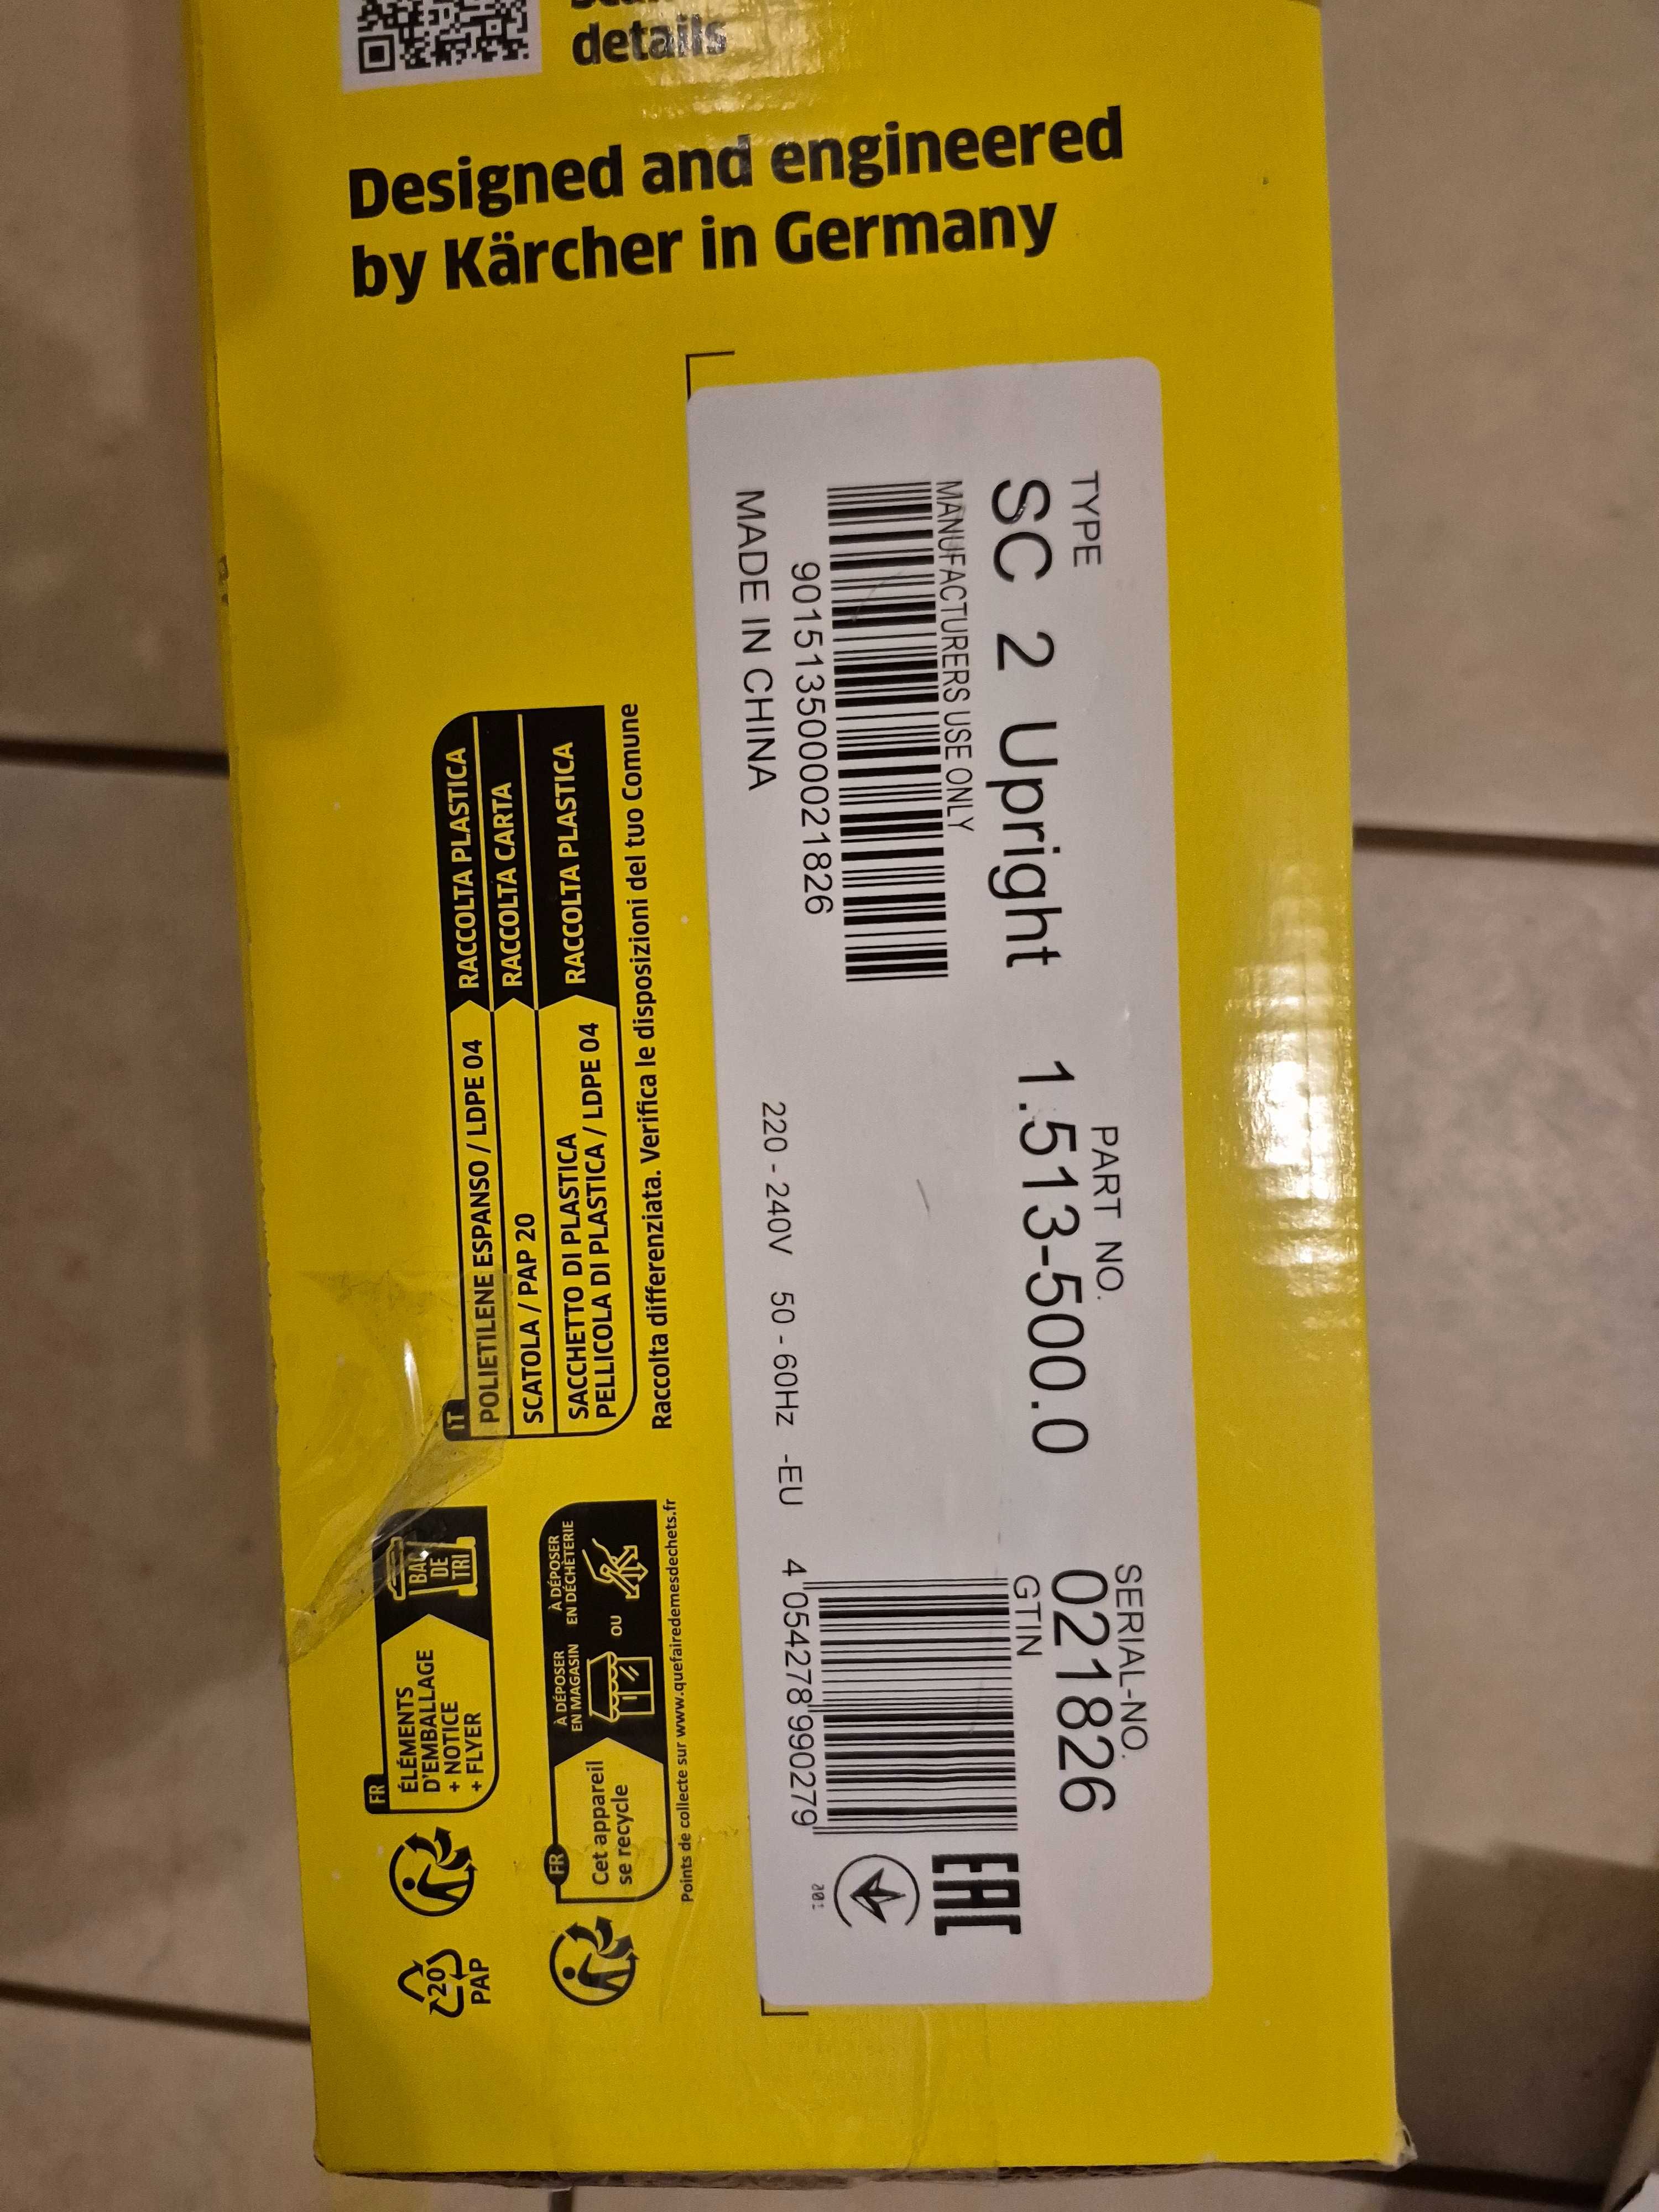 details
Designed and engineered
by Kärcher in Germany
TYPE
SC 2 Upright
PART NO.
1.513-500.0
SERIAL-NO.
021826
MANUFACTURERS USE ONLY
901513500021826
MADE IN CHINA
220 - 240V 50 - 60Hz -EU
GTIN
4 054278 990279
EAC
201
IT
POLIETILENE ESPANSO / LDPE 04 RACCOLTA PLASTICA
SCATOLA / PAP 20 RACCOLTA CARTA
SACCHETTO DI PLASTICA
PELLICOLA DI PLASTICA / LDPE 04 RACCOLTA PLASTICA
Raccolta differenziata. Verifica le disposizioni del tuo Comune
20
PAP
FR
ÉLÉMENTS
D'EMBALLAGE
+ NOTICE
+ FLYER
BAC
DE
TRI
FR
Cet appareil
se recycle
À DÉPOSER
EN MAGASIN
OU
À DÉPOSER
EN DÉCHÈTERIE
Points de collecte sur www.quefairedemesdechets.fr